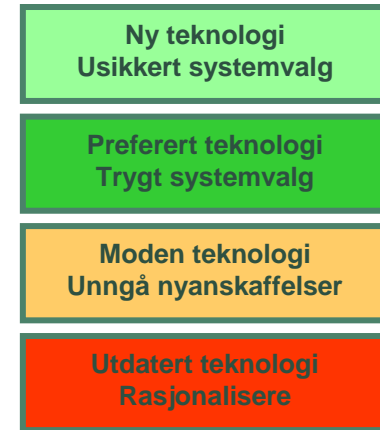 Ny teknologi
Usikkert systemvalg
Preferert teknologi
Trygt systemvalg
Moden teknologi
Unngå nyanskaffelser
Utdatert teknologi
Rasjonalisere